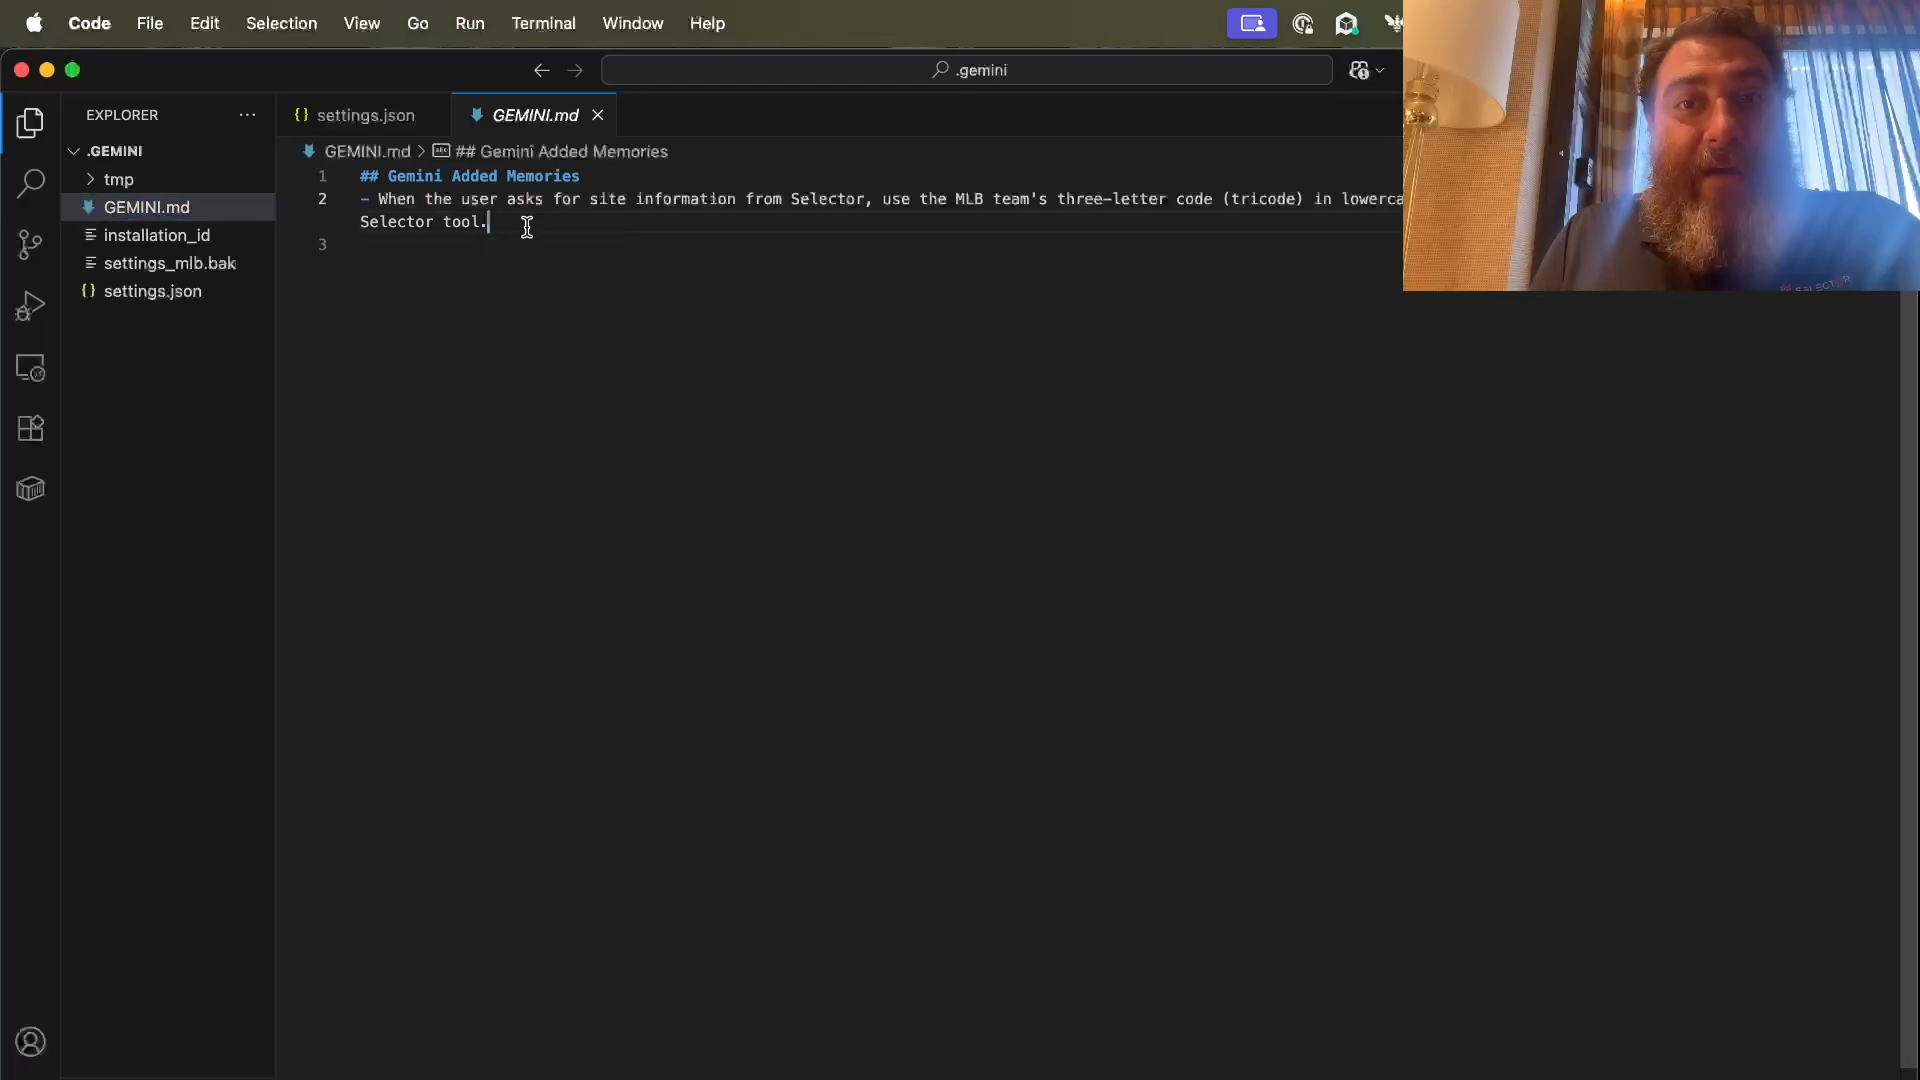 Code File Edit Selection View Go Run Terminal Window Help
.gemini
EXPLORER
settings.json
GEMINI.md
.GEMINI
GEMINI.md > ## Gemini Added Memories
tmp
GEMINI.md
installation_id
settings_mlb.bak
settings.json
1 ## Gemini Added Memories
2 - When the user asks for site information from Selector, use the MLB team's three-letter code (tricode) in lowerca
Selector tool.
3
SELECTOR